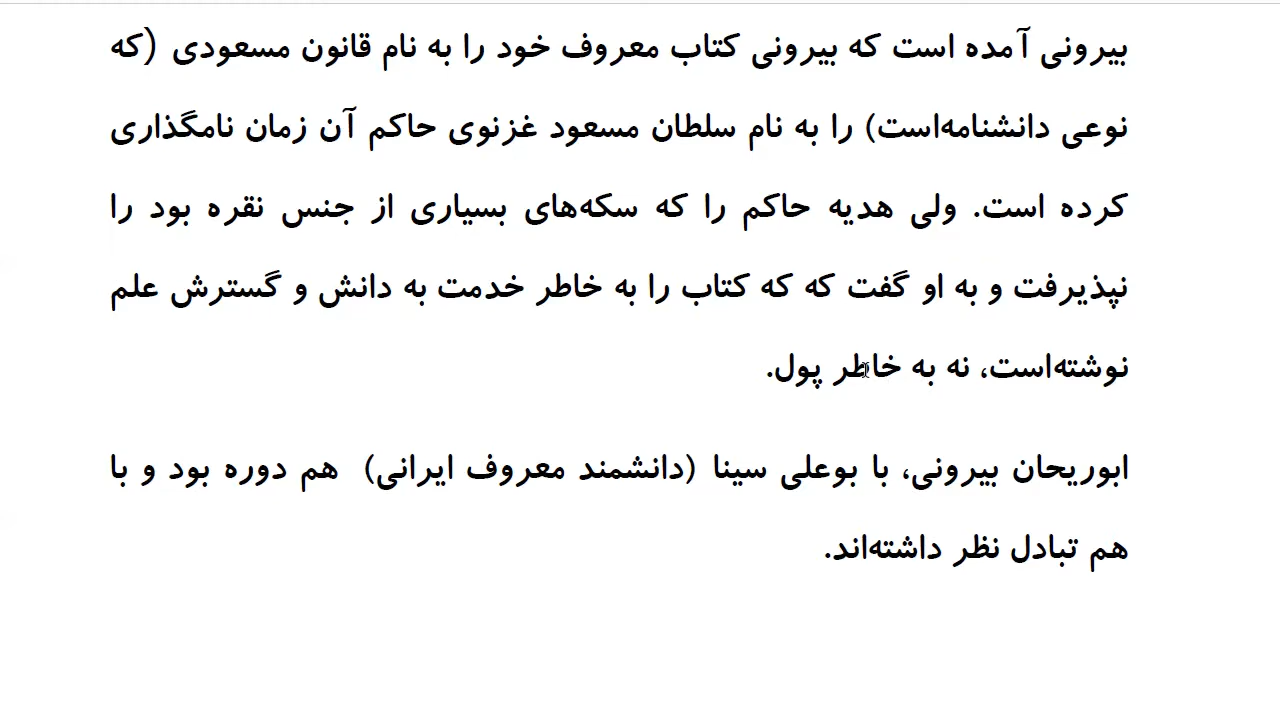 بیرونی آمده است که بیرونی کتاب معروف خود را به نام قانون مسعودی (که
نوعی دانشنامه‌است) را به نام سلطان مسعود غزنوی حاکم آن زمان نامگذاری
کرده است. ولی هدیه حاکم را که سکه‌های بسیاری از جنس نقره بود را
نپذیرفت و به او گفت که که کتاب را به خاطر خدمت به دانش و گسترش علم
نوشته‌است، نه به خاطر پول.
ابوریحان بیرونی، با بوعلی سینا (دانشمند معروف ایرانی) هم دوره بود و با
هم تبادل نظر داشته‌اند.